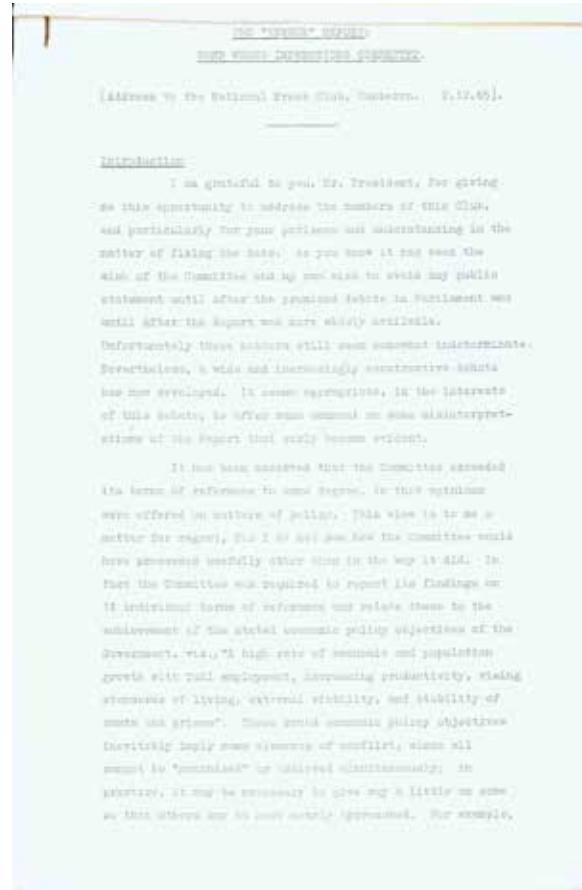 THE "VERNON" REPORT:
SOME WRONG IMPRESSIONS CORRECTED.
[Address to the National Press Club, Canberra. 2.12.65].
Introduction
I am grateful to you, Mr. President, for giving
me this opportunity to address the members of this Club,
and particularly for your patience and understanding in the
matter of fixing the date. As you know it had been the
wish of the Committee and my own wish to avoid any public
statement until after the promised debate in Parliament and
until after the Report was more widely available.
Unfortunately these matters still seem somewhat indeterminate.
Nevertheless, a wide and increasingly constructive debate
has now developed. It seems appropriate, in the interests
of this debate, to offer some comment on some misinterpret-
ations of the Report that early became evident.
It has been asserted that the Committee exceeded
its terms of reference to some degree, in that opinions
were offered on matters of policy. This view is to me a
matter for regret, for I do not see how the Committee could
have proceeded usefully other than in the way it did. In
fact the Committee was required to report its findings on
individual terms of reference and relate these to the
achievement of the stated economic policy objectives of the
Government, viz., "A high rate of economic and population
growth with full employment, increasing productivity, rising
standards of living, external viability, and stability of
costs and prices". These broad economic policy objectives
inevitably imply some elements of conflict, since all
cannot be "maximised" or achieved simultaneously; in
practice, it may be necessary to give way a little on some
so that others may be more nearly approached. For example,